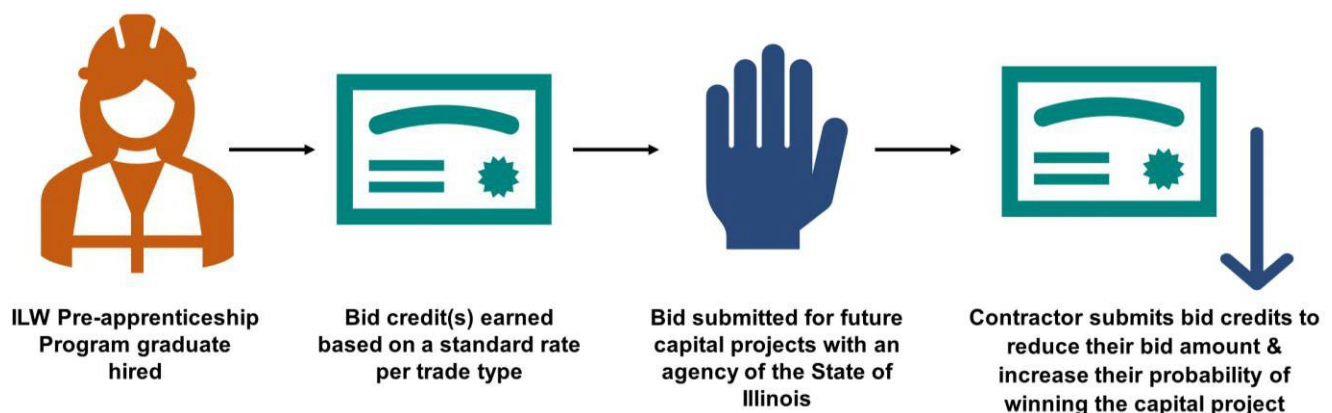 ILW Pre-apprenticeship
Program graduate
hired
Bid credit(s) earned
based on a standard rate
per trade type
Bid submitted for future
capital projects with an
agency of the State of
Illinois
Contractor submits bid credits to
reduce their bid amount &
increase their probability of
winning the capital project